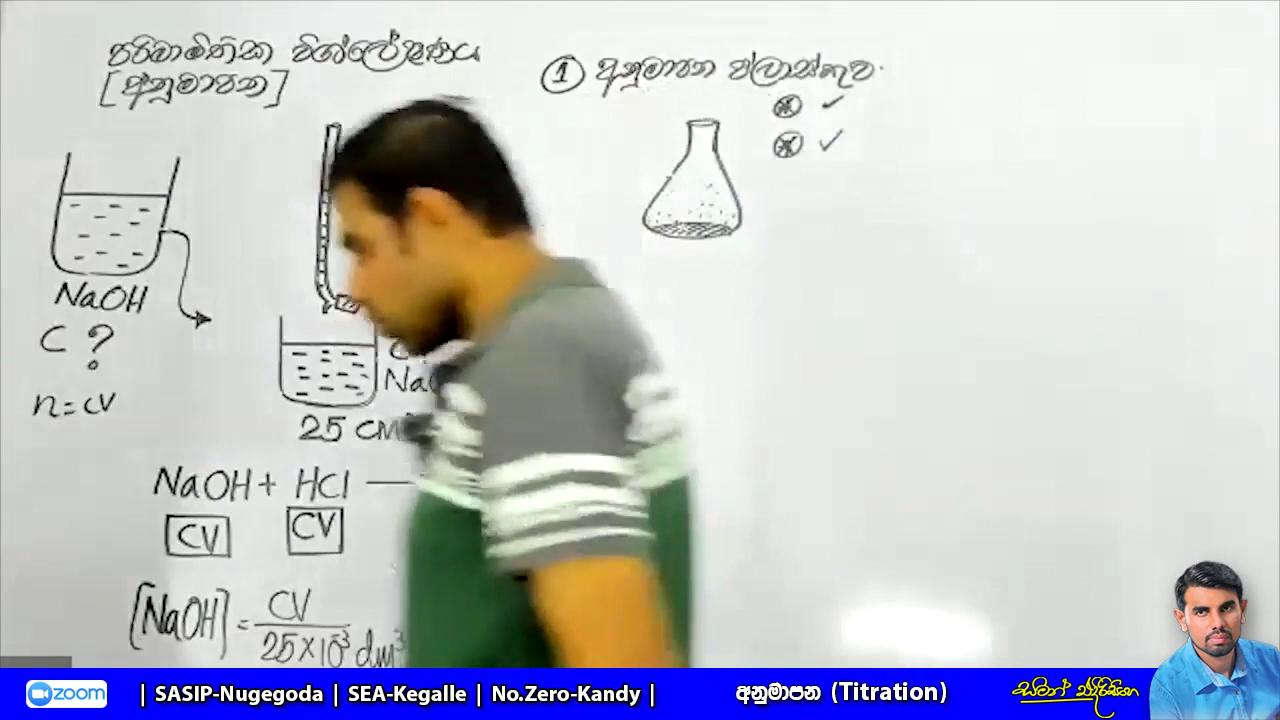 පරිමාමිතික විශ්ලේෂණය
[අනුමාපන]
① අනුමාපන ප්ලාස්කුව.
NaOH
C ?
n = CV
25 cm
NaOH + HCl —
CV CV
[NaOH] = CV
25 × 10⁻³ dm³
zoom | SASIP-Nugegoda | SEA-Kegalle | No.Zero-Kandy | අනුමාපන (Titration)